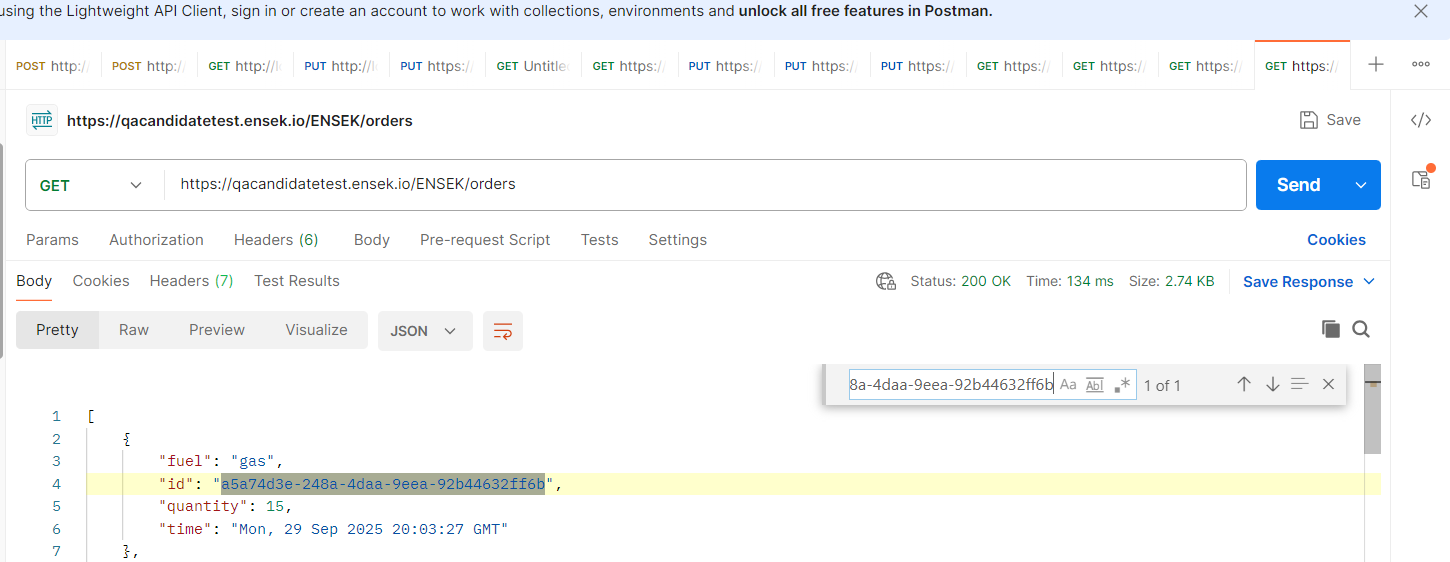 using the Lightweight API Client, sign in or create an account to work with collections, environments and unlock all free features in Postman.
POST http:/ POST http:/ GET http://l PUT http://l PUT https:/ GET Untitle GET https:/ PUT https:/ PUT https:/ PUT https:/ GET https:/ GET https:/ GET https:/ GET https:/
HTTP https://qacandidatetest.ensek.io/ENSEK/orders Save
GET https://qacandidatetest.ensek.io/ENSEK/orders Send
Params Authorization Headers (6) Body Pre-request Script Tests Settings Cookies
Body Cookies Headers (7) Test Results Status: 200 OK Time: 134 ms Size: 2.74 KB Save Response
Pretty Raw Preview Visualize JSON
8a-4daa-9eea-92b44632ff6b Aa Abl .* 1 of 1
1 [
2 {
3 "fuel": "gas",
4 "id": "a5a74d3e-248a-4daa-9eea-92b44632ff6b",
5 "quantity": 15,
6 "time": "Mon, 29 Sep 2025 20:03:27 GMT"
7 },